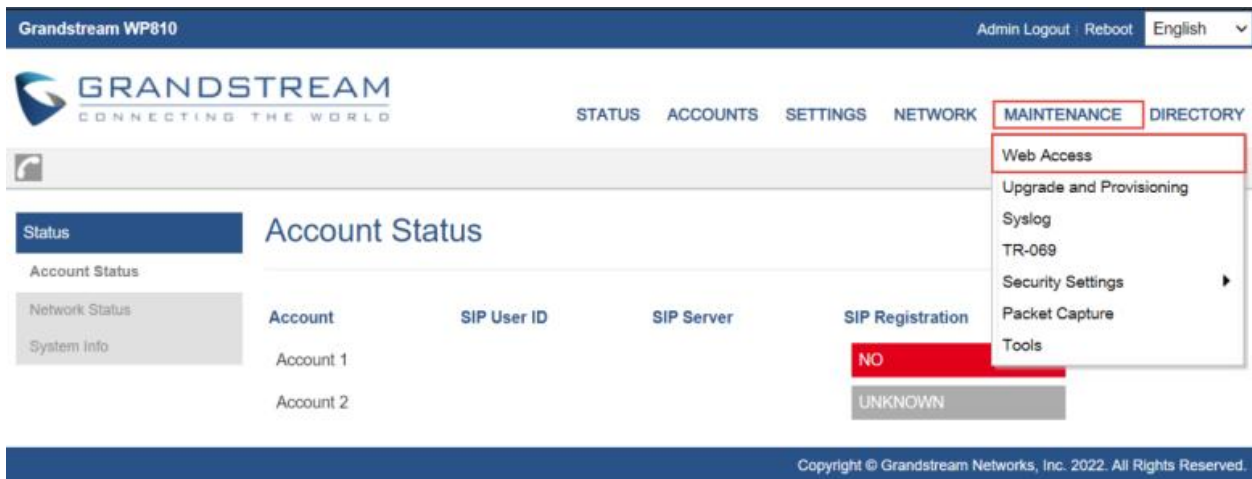 Grandstream WP810
Admin Logout | Reboot English
GRANDSTREAM
CONNECTING THE WORLD
STATUS ACCOUNTS SETTINGS NETWORK MAINTENANCE DIRECTORY
Web Access
Upgrade and Provisioning
Syslog
TR-069
Security Settings
Packet Capture
Tools
Status
Account Status
Network Status
System Info
Account Status
Account SIP User ID SIP Server SIP Registration
Account 1 NO
Account 2 UNKNOWN
Copyright © Grandstream Networks, Inc. 2022. All Rights Reserved.